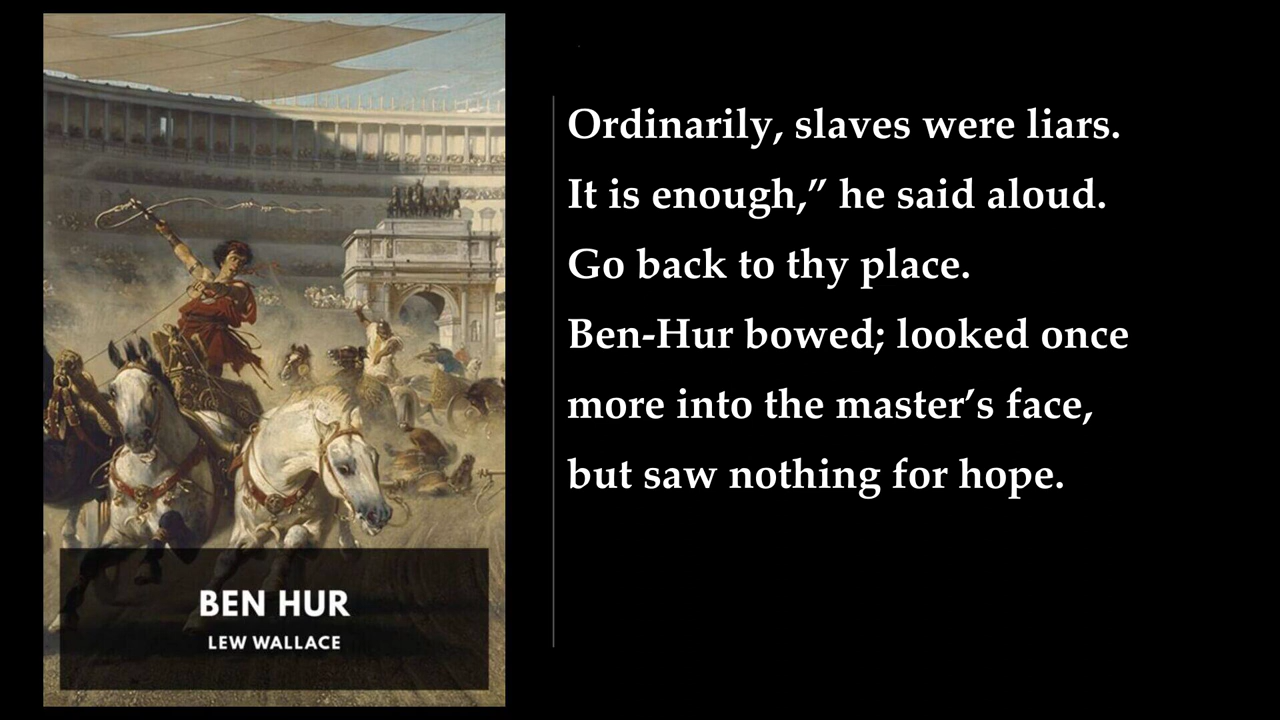 Ordinarily, slaves were liars.
It is enough,” he said aloud.
Go back to thy place.
Ben-Hur bowed; looked once
more into the master’s face,
but saw nothing for hope.
BEN HUR
LEW WALLACE